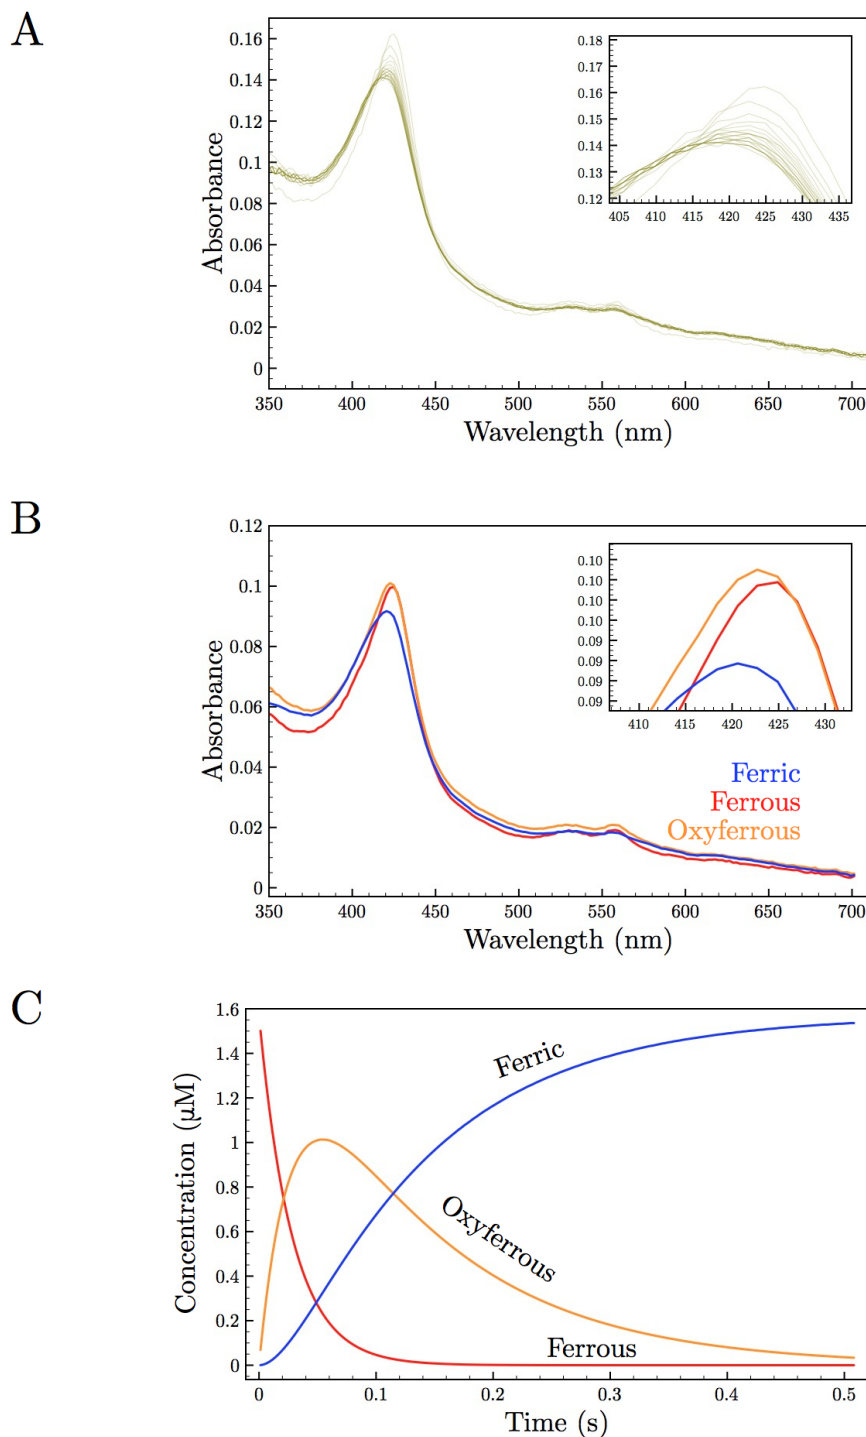 A
0.16
0.14
0.12
0.1
0.08
0.06
0.04
0.02
0
Absorbance
350 400 450 500 550 600 650 700
Wavelength (nm)
0.18
0.17
0.16
0.15
0.14
0.13
0.12
405 410 415 420 425 430 435
B
0.12
0.1
0.08
0.06
0.04
0.02
0
Absorbance
350 400 450 500 550 600 650 700
Wavelength (nm)
0.10
0.10
0.10
0.10
0.09
0.09
0.09
0.09
410 415 420 425 430
Ferric
Ferrous
Oxyferrous
C
1.6
1.4
1.2
1
0.8
0.6
0.4
0.2
0
Concentration (µM)
Ferric
Oxyferrous
Ferrous
0 0.1 0.2 0.3 0.4 0.5
Time (s)